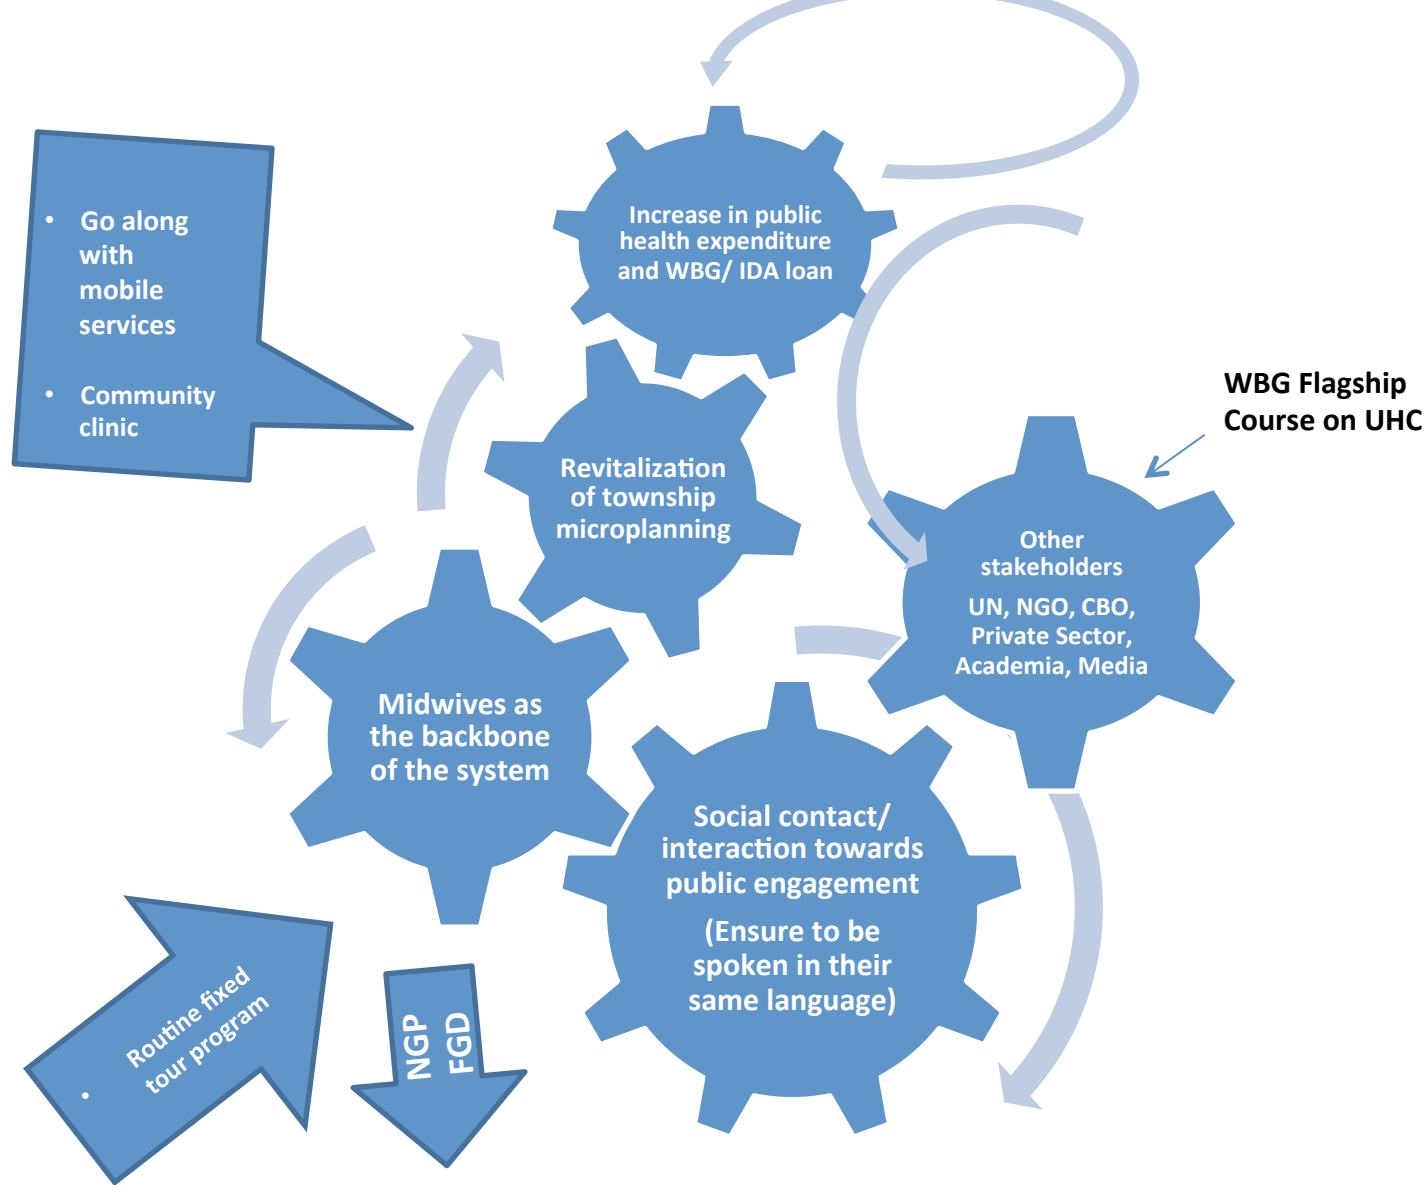 Increase in public
health expenditure
and WBG/ IDA loan
• Go along
with
mobile
services
• Community
clinic
WBG Flagship
Course on UHC
Revitalization
of township
microplanning
Other
stakeholders
UN, NGO, CBO,
Private Sector,
Academia, Media
Midwives as
the backbone
of the system
Social contact/
interaction towards
public engagement
(Ensure to be
spoken in their
same language)
• Routine fixed
tour program
NGP
FGD